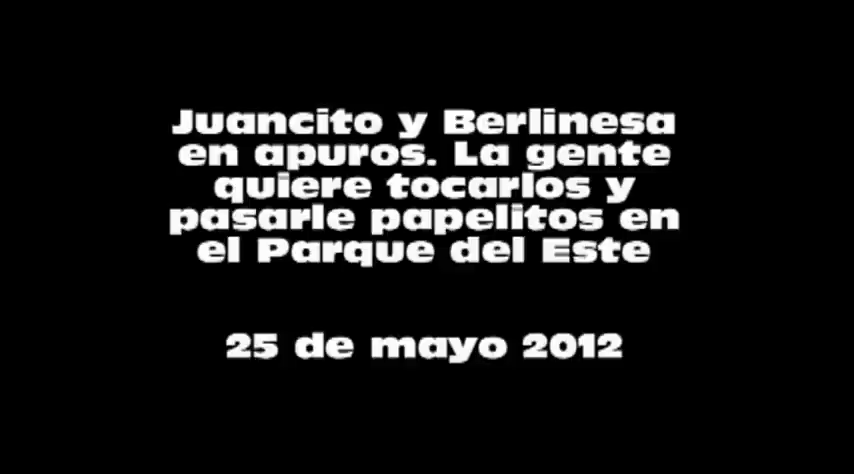 Juancito y Berlinesa
en apuros. La gente
quiere tocarlos y
pasarle papelitos en
el Parque del Este
25 de mayo 2012